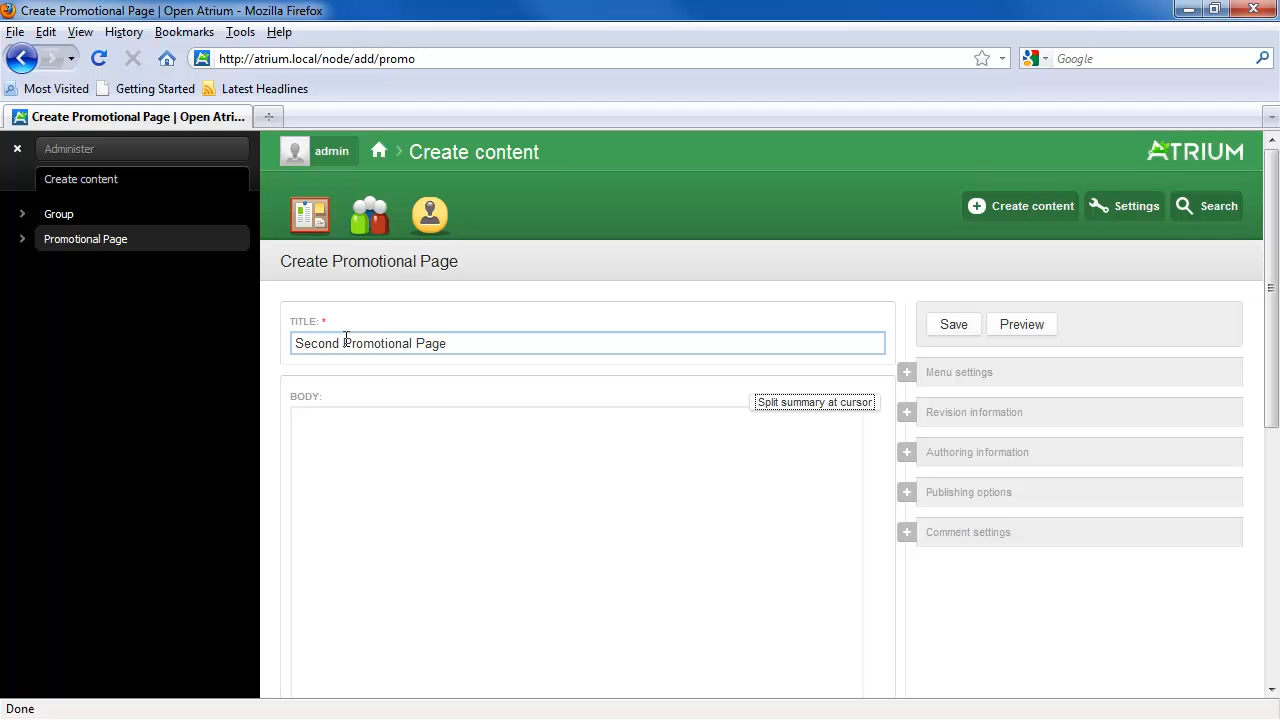 Create Promotional Page | Open Atrium - Mozilla Firefox
File Edit View History Bookmarks Tools Help
http://atrium.local/node/add/promo
Google
Most Visited Getting Started Latest Headlines
Create Promotional Page | Open Atri...
Administer
Create content
Group
Promotional Page
admin
Create content
ATRIUM
Create content
Settings
Search
Create Promotional Page
TITLE: *
Second Promotional Page
BODY:
Split summary at cursor
Save
Preview
Menu settings
Revision information
Authoring information
Publishing options
Comment settings
Done